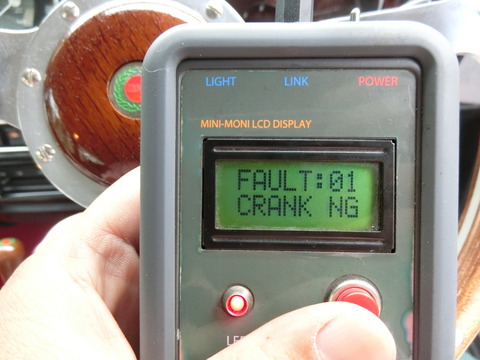 LIGHT LINK POWER
MINI-MONI LCD DISPLAY
FAULT:01
CRANK NG